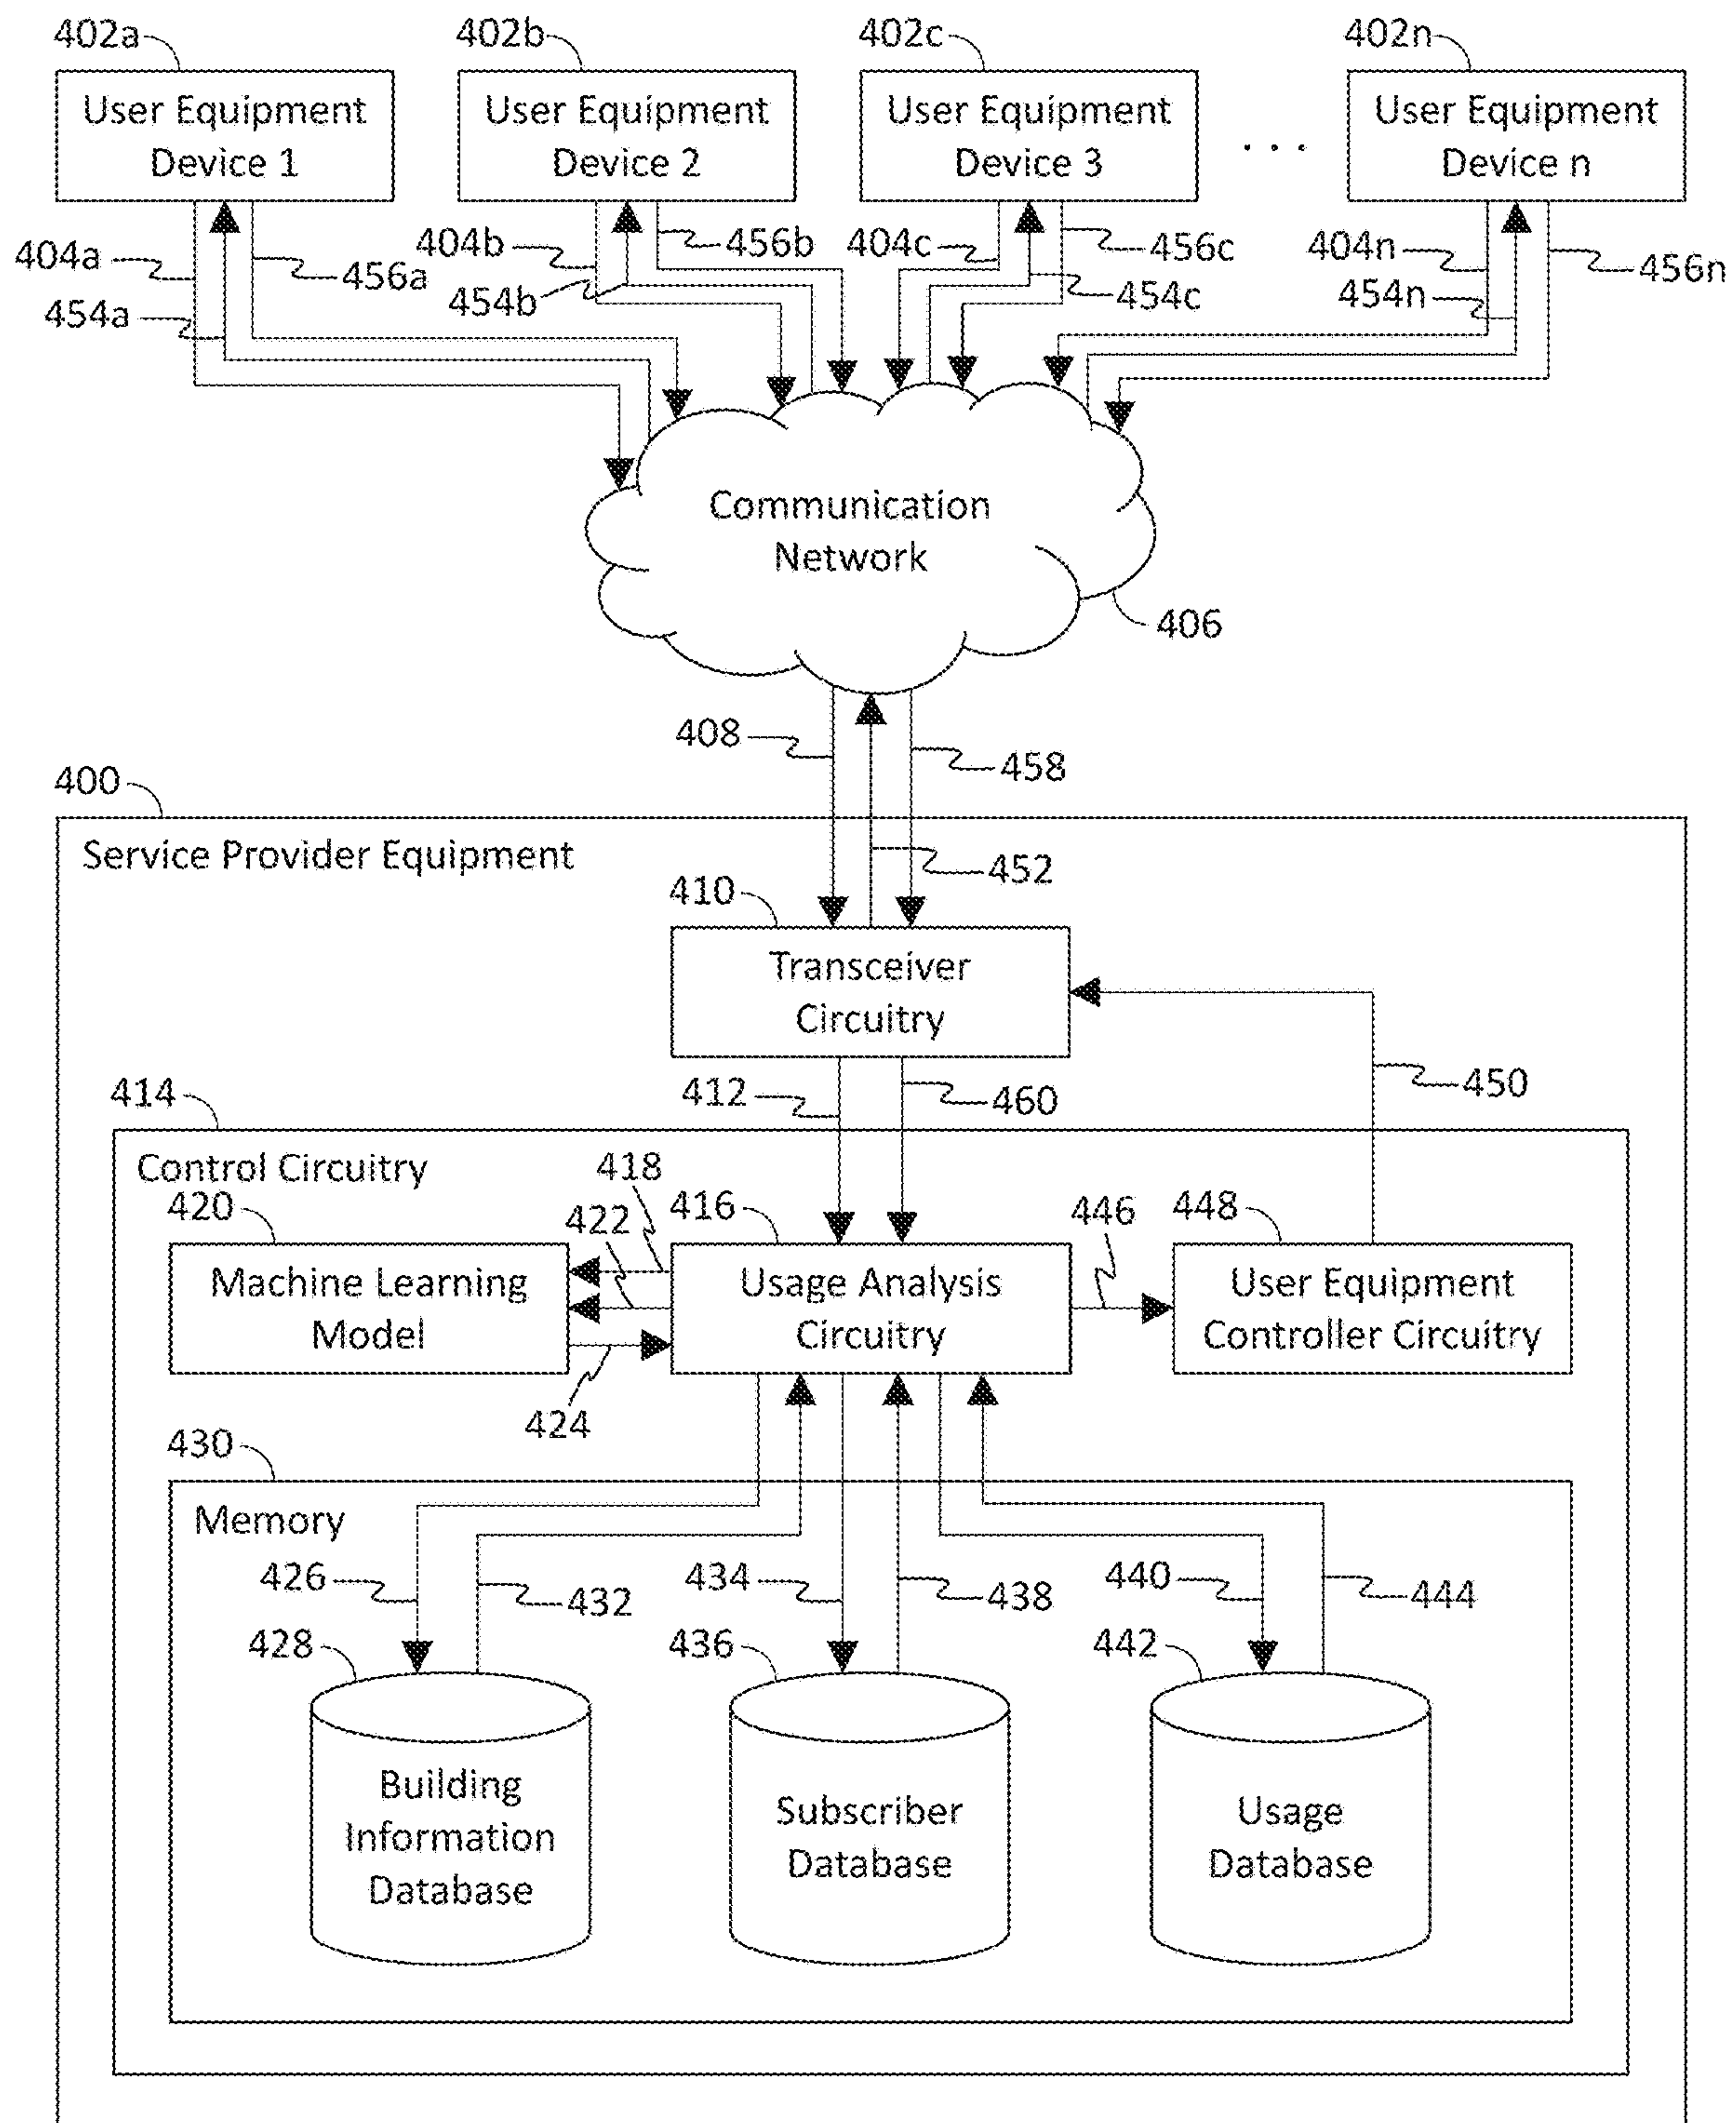 402a
402b
402c
402n
User Equipment
Device 1
User Equipment
Device 2
User Equipment
Device 3
. . .
User Equipment
Device n
404a
456a
454a
404b
456b
454b
404c
456c
454c
404n
456n
454n
Communication
Network
406
408
458
400
Service Provider Equipment
452
410
Transceiver
Circuitry
412
460
450
414
Control Circuitry
418
420
422
416
446
448
Machine Learning
Model
Usage Analysis
Circuitry
User Equipment
Controller Circuitry
424
430
Memory
426
432
434
438
440
444
428
436
442
Building
Information
Database
Subscriber
Database
Usage
Database